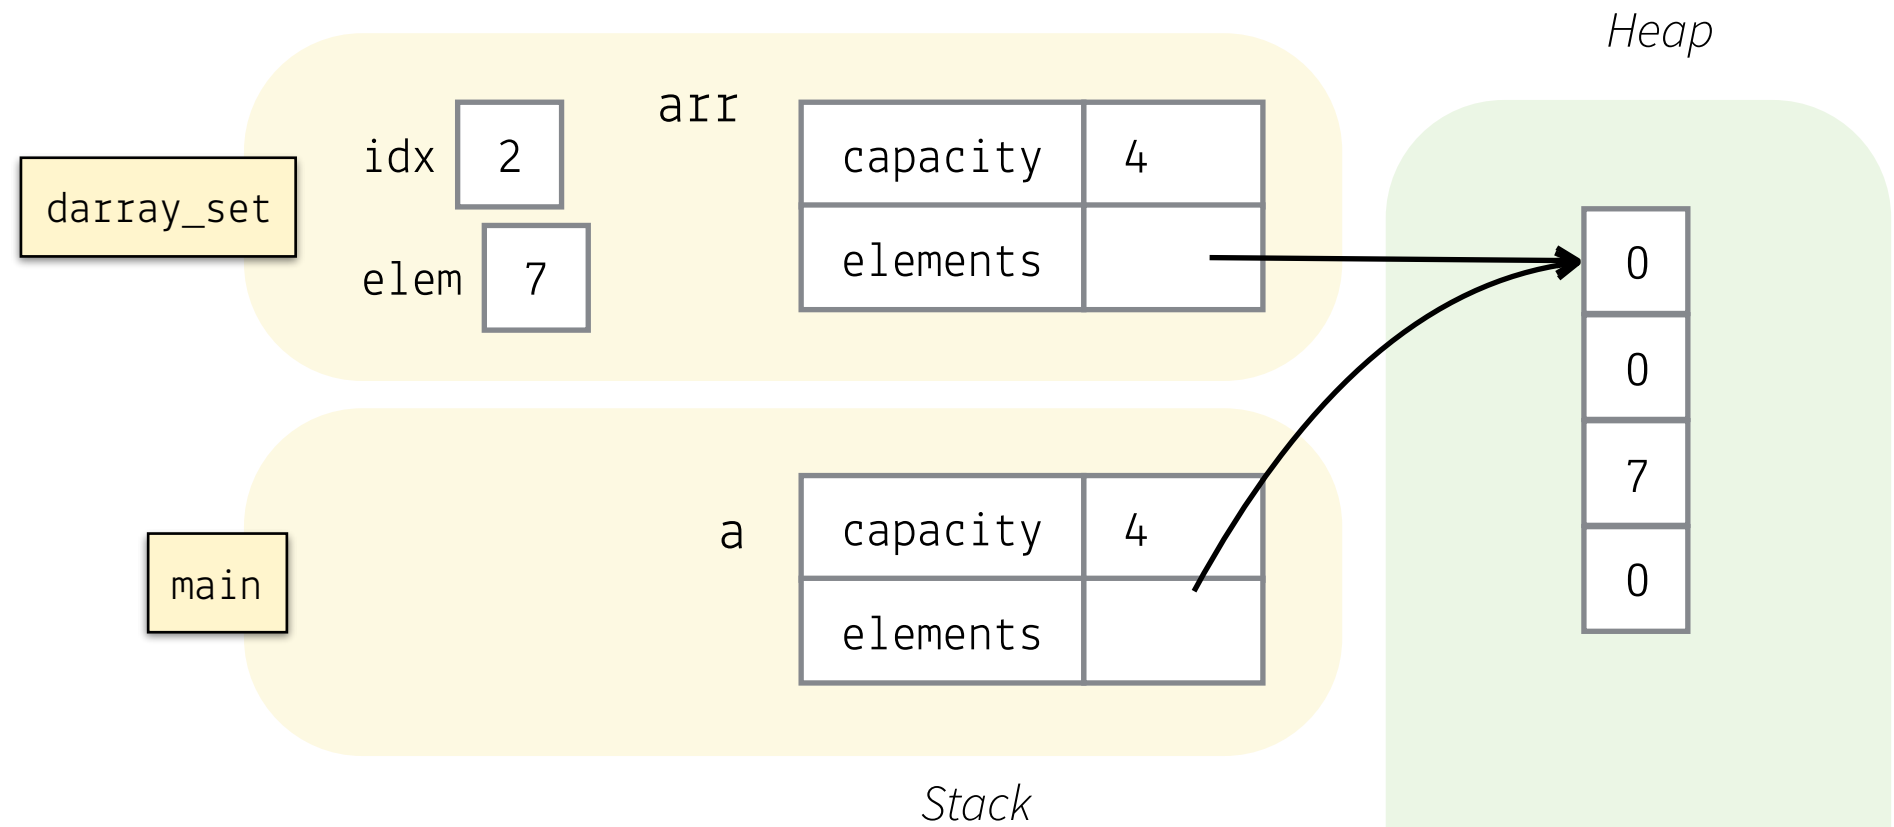 Heap
darray_set
idx 2
elem 7
arr
capacity 4
elements
main
a
capacity 4
elements
0
0
7
0
Stack